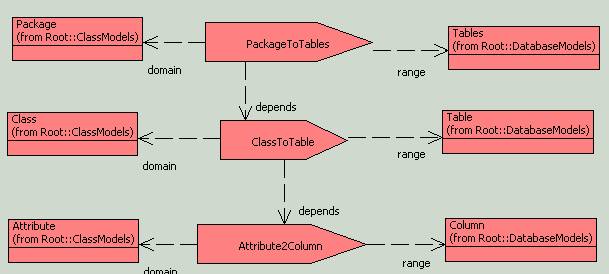 Package
(from Root::ClassModels)
PackageToTables
Tables
(from Root::DatabaseModels)
domain
range
depends
Class
(from Root::ClassModels)
ClassToTable
Table
(from Root::DatabaseModels)
domain
range
depends
Attribute
(from Root::ClassModels)
Attribute2Column
Column
(from Root::DatabaseModels)
domain
range